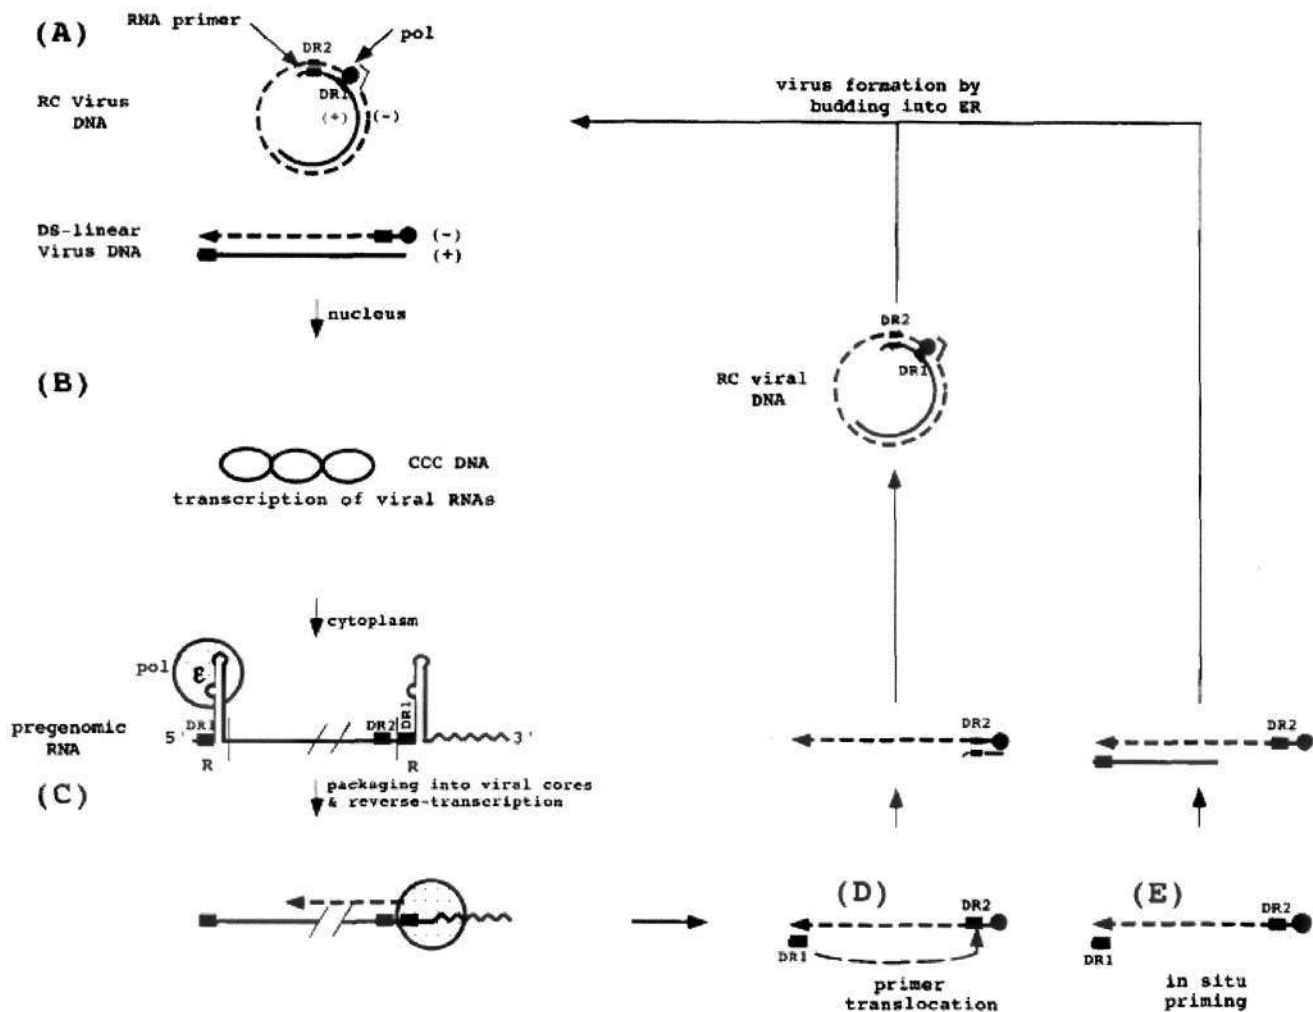 (A)
RNA primer
DR2
pol
DR1
(+)
(-)
RC Virus
DNA
virus formation by
budding into ER
DS-linear
Virus DNA
(-)
(+)
nucleus
(B)
CCC DNA
transcription of viral RNAs
DR2
DR1
RC viral
DNA
cytoplasm
pol
ε
pregenomic
RNA
5'
DR1
R
DR2
DR1
R
3'
packaging into viral cores
& reverse-transcription
(C)
DR2
DR2
(D)
DR2
DR1
primer
translocation
(E)
DR2
DR1
in situ
priming